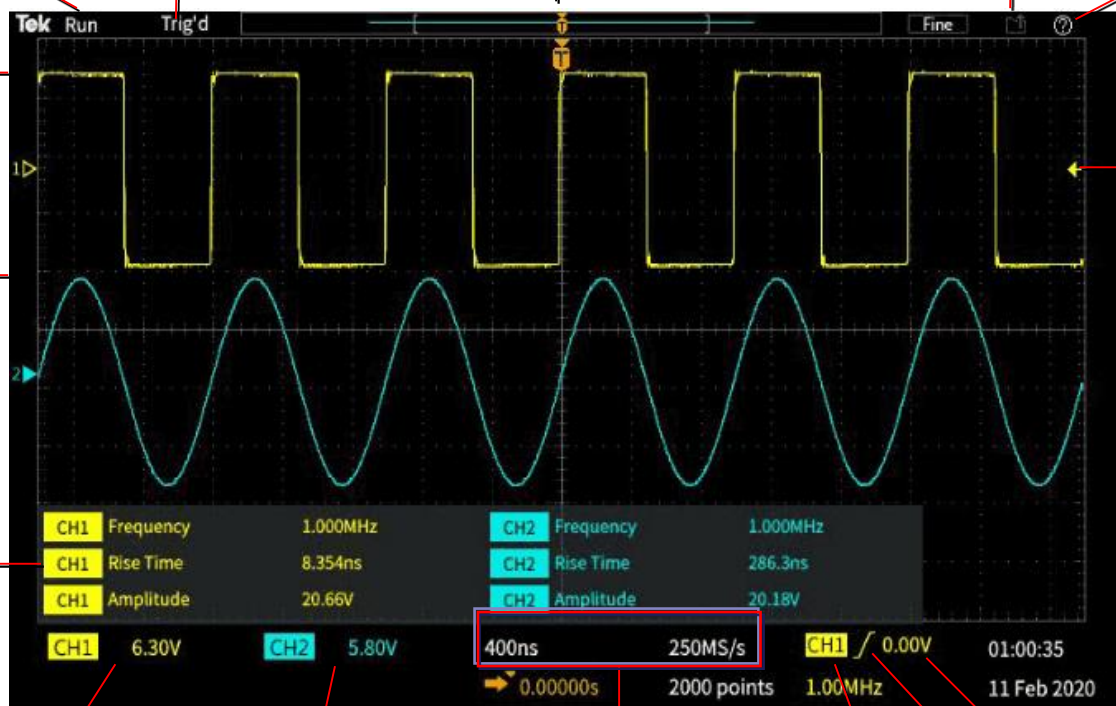 Tek Run Trig'd T Fine ?
T
1
2
CH1 Frequency 1.000MHz CH2 Frequency 1.000MHz
CH1 Rise Time 8.354ns CH2 Rise Time 286.3ns
CH1 Amplitude 20.66V CH2 Amplitude 20.18V
CH1 6.30V CH2 5.80V 400ns 250MS/s CH1 0.00V 01:00:35
0.00000s 2000 points 1.00MHz 11 Feb 2020